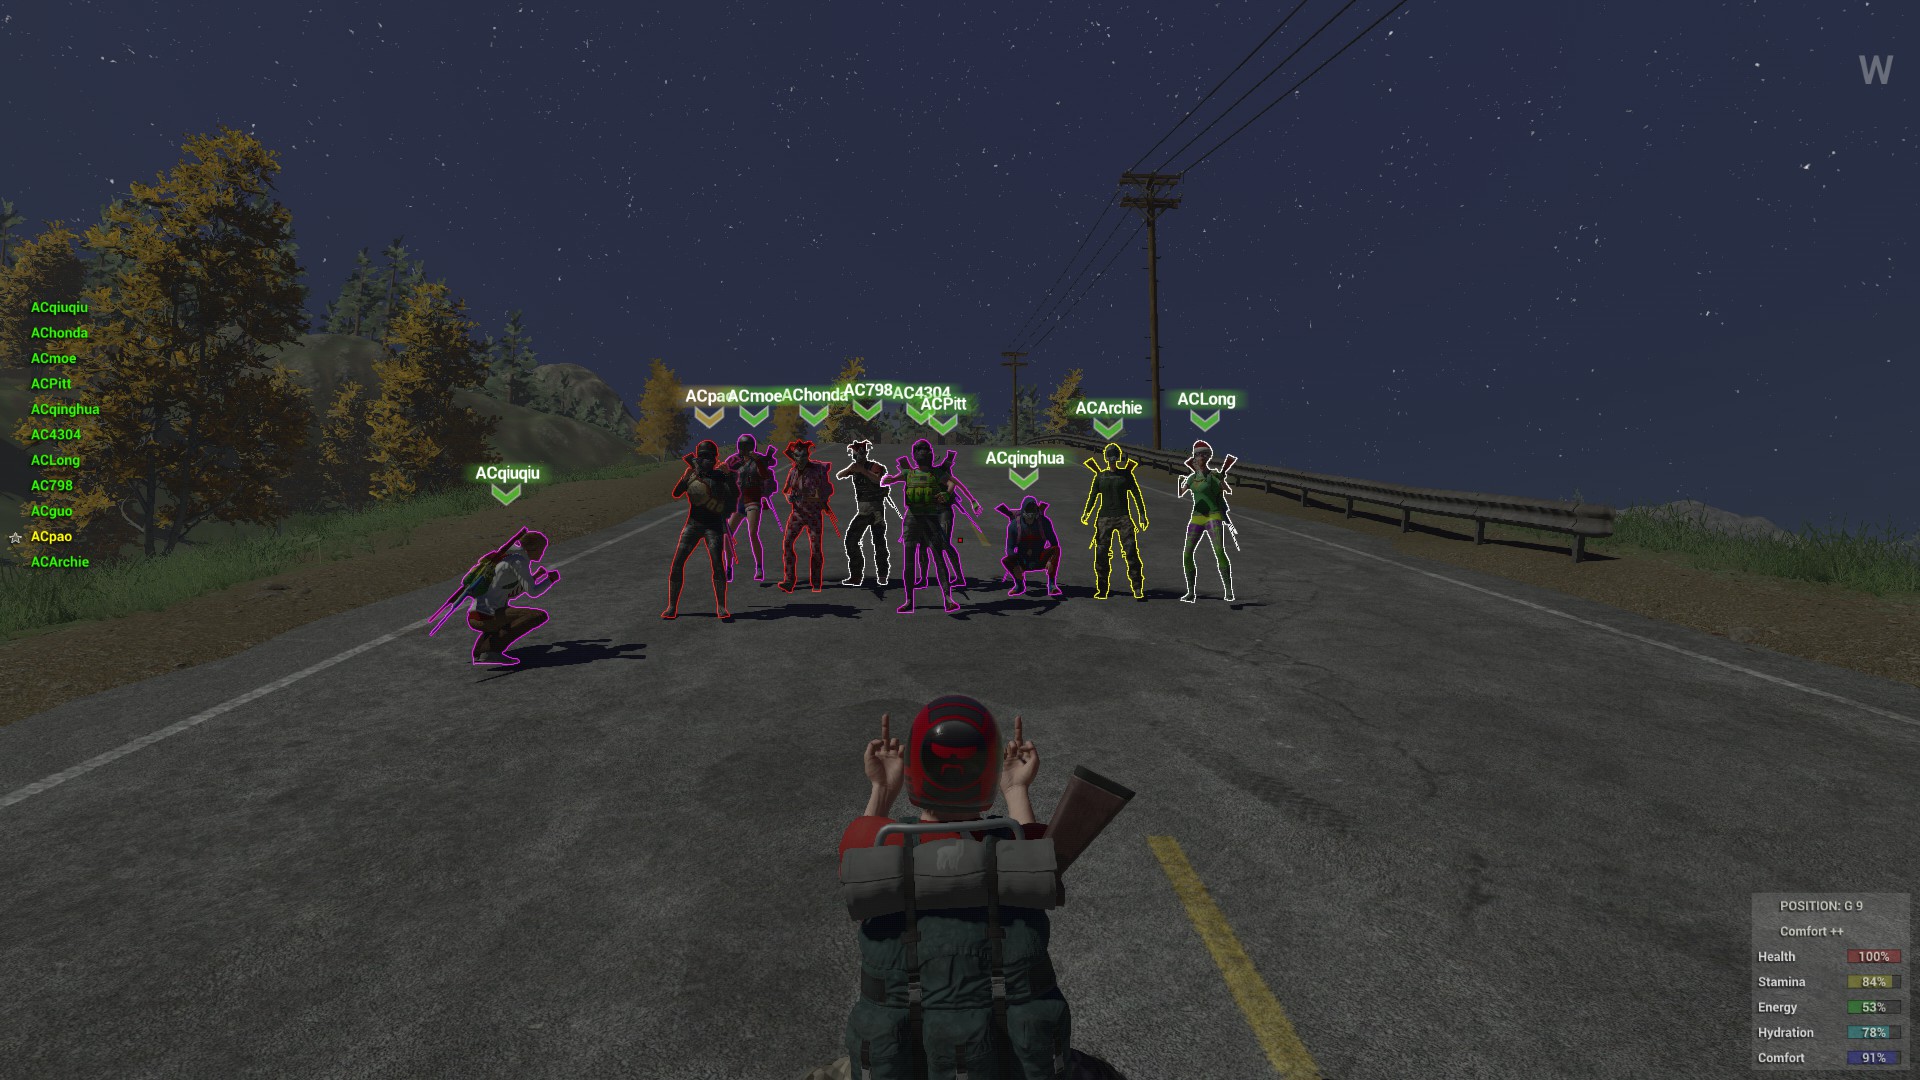 W
ACqiuqiu
AChonda
ACmoe
ACPitt
ACqinghua
AC4304
ACLong
AC798
ACguo
ACpao
ACArchie
ACpao
ACmoe
AChonda
AC798
AC4304
ACPitt
ACArchie
ACLong
ACqinghua
ACqiuqiu
POSITION: G 9
Comfort ++
Health 100%
Stamina 84%
Energy 53%
Hydration 78%
Comfort 91%